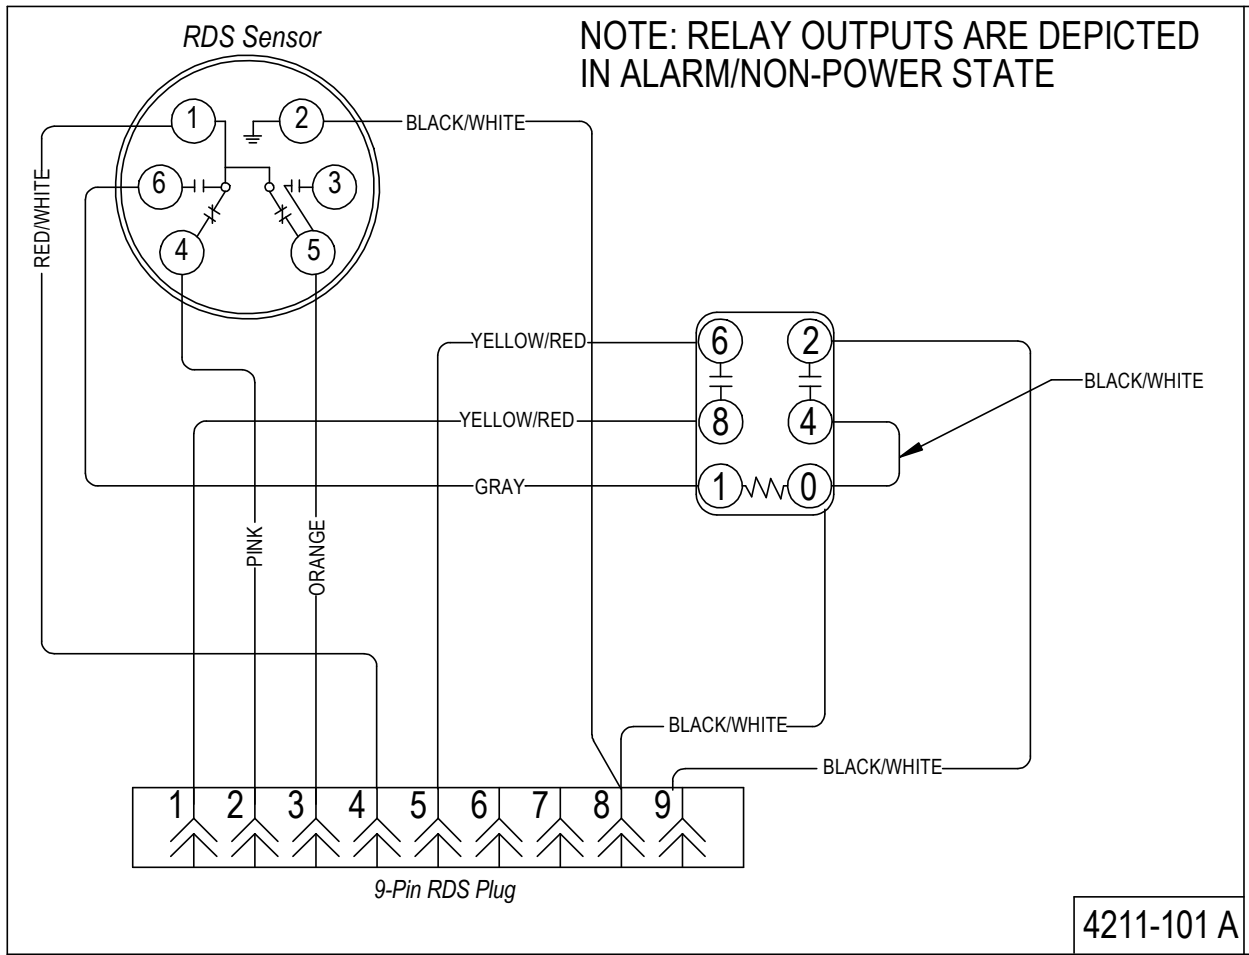 RDS Sensor
NOTE: RELAY OUTPUTS ARE DEPICTED
IN ALARM/NON-POWER STATE
1
2
BLACK/WHITE
RED/WHITE
6
3
4
5
YELLOW/RED
6
2
BLACK/WHITE
YELLOW/RED
8
4
GRAY
1
0
PINK
ORANGE
BLACK/WHITE
BLACK/WHITE
1 2 3 4 5 6 7 8 9
9-Pin RDS Plug
4211-101 A